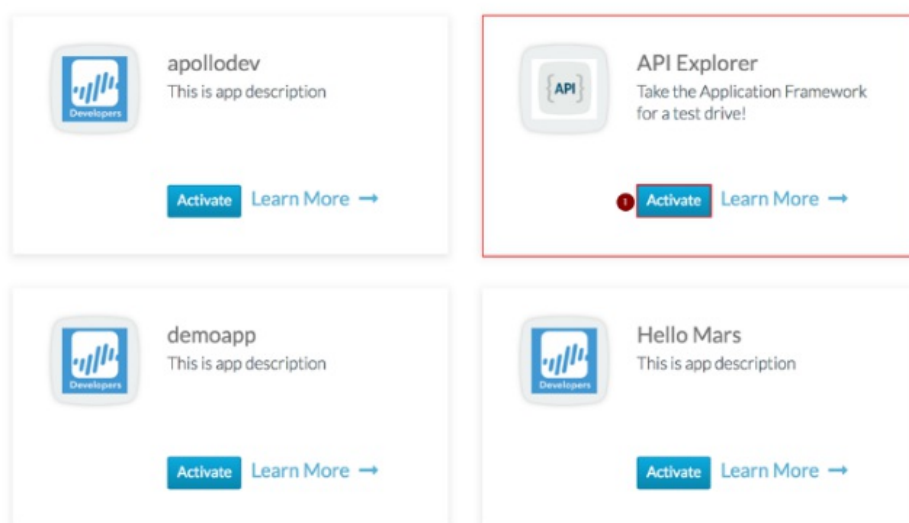 apollodev
This is app description
Developers
Activate Learn More →
API Explorer
Take the Application Framework
for a test drive!
{API}
1 Activate Learn More →
demoapp
This is app description
Developers
Activate Learn More →
Hello Mars
This is app description
Developers
Activate Learn More →